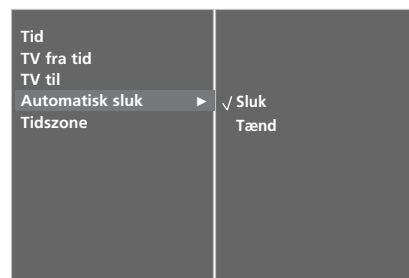 Tid
TV fra tid
TV til
Automatisk sluk ► √ Sluk
Tidszone Tænd